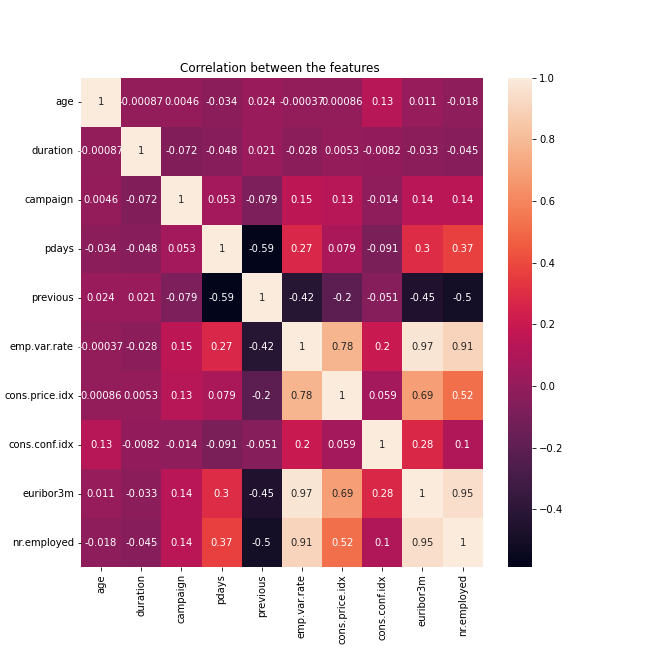 Correlation between the features
age 1 -0.00087 0.0046 -0.034 0.024 -0.00037 0.00086 0.13 0.011 -0.018
duration -0.00087 1 -0.072 -0.048 0.021 -0.028 0.0053 -0.0082 -0.033 -0.045
campaign 0.0046 -0.072 1 0.053 -0.079 0.15 0.13 -0.014 0.14 0.14
pdays -0.034 -0.048 0.053 1 -0.59 0.27 0.079 -0.091 0.3 0.37
previous 0.024 0.021 -0.079 -0.59 1 -0.42 -0.2 -0.051 -0.45 -0.5
emp.var.rate -0.00037 -0.028 0.15 0.27 -0.42 1 0.78 0.2 0.97 0.91
cons.price.idx 0.00086 0.0053 0.13 0.079 -0.2 0.78 1 0.059 0.69 0.52
cons.conf.idx 0.13 -0.0082 -0.014 -0.091 -0.051 0.2 0.059 1 0.28 0.1
euribor3m 0.011 -0.033 0.14 0.3 -0.45 0.97 0.69 0.28 1 0.95
nr.employed -0.018 -0.045 0.14 0.37 -0.5 0.91 0.52 0.1 0.95 1
age duration campaign pdays previous emp.var.rate cons.price.idx cons.conf.idx euribor3m nr.employed
1.0
0.8
0.6
0.4
0.2
0.0
−0.2
−0.4